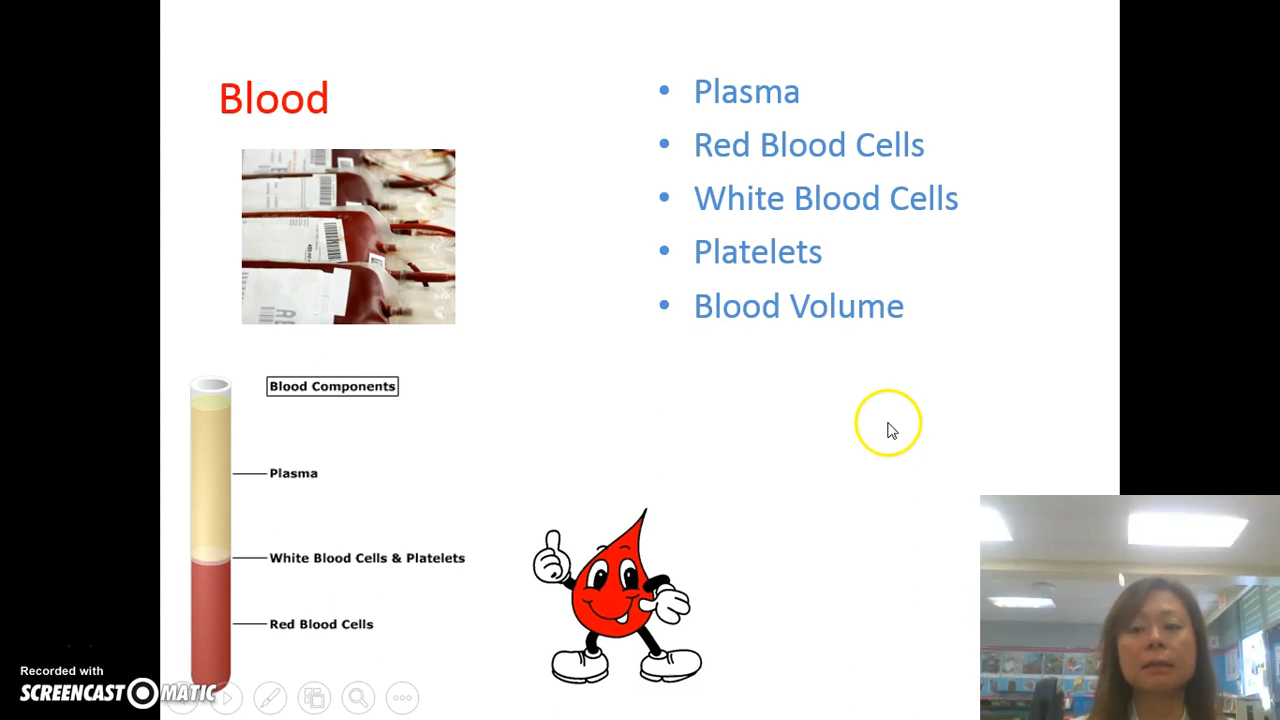 Blood
• Plasma
• Red Blood Cells
• White Blood Cells
• Platelets
• Blood Volume
Blood Components
Plasma
White Blood Cells & Platelets
Red Blood Cells
Recorded with
SCREENCAST MATIC